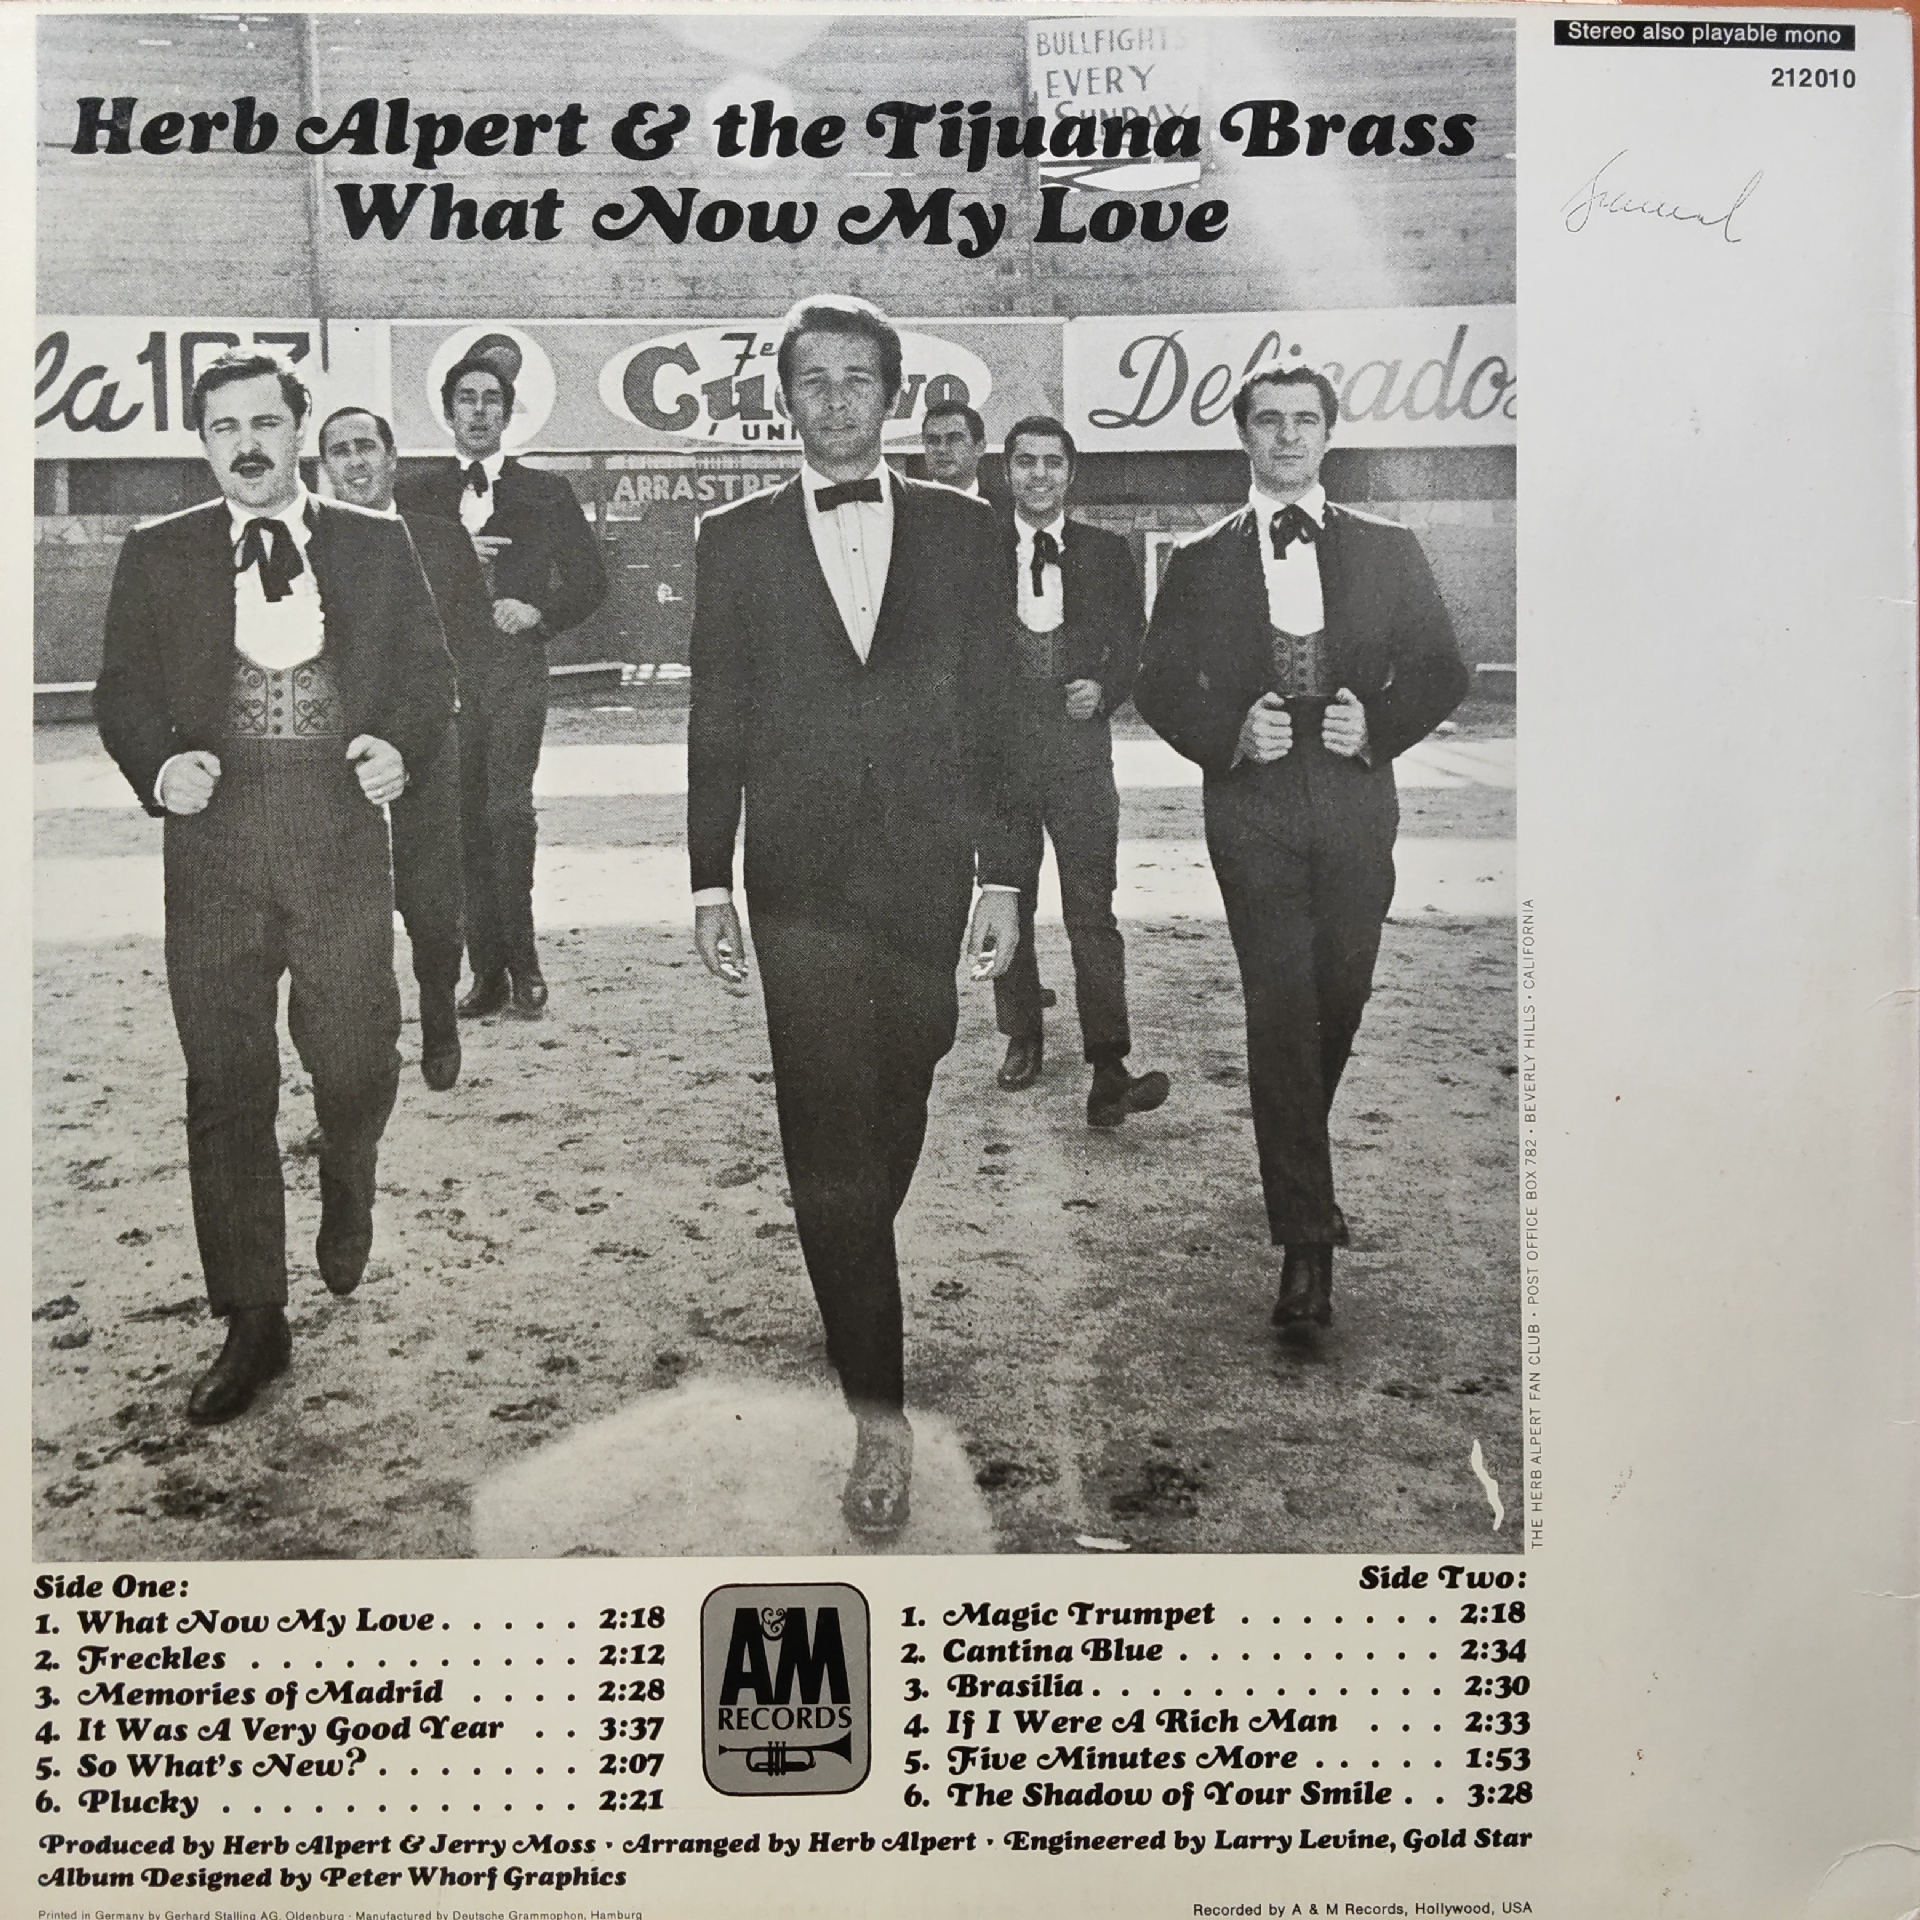 Stereo also playable mono
212010
BULLFIGHTS
EVERY
SUNDAY
Herb Alpert & the Tijuana Brass
What Now My Love
la 103
7e
UNI
Delicados
ARRASTRE
THE HERB ALPERT FAN CLUB · POST OFFICE BOX 782 · BEVERLY HILLS · CALIFORNIA
Side One:
1. What Now My Love. . . . . 2:18
2. Freckles . . . . . . . . . . . 2:12
3. Memories of Madrid . . . . 2:28
4. It Was A Very Good Year . . 3:37
5. So What's New? . . . . . . . 2:07
6. Plucky . . . . . . . . . . . . 2:21
A&M
RECORDS
Side Two:
1. Magic Trumpet . . . . . . . 2:18
2. Cantina Blue . . . . . . . . . 2:34
3. Brasilia . . . . . . . . . . . . 2:30
4. If I Were A Rich Man . . . 2:33
5. Five Minutes More . . . . . 1:53
6. The Shadow of Your Smile . . 3:28
Produced by Herb Alpert & Jerry Moss · Arranged by Herb Alpert · Engineered by Larry Levine, Gold Star
Album Designed by Peter Whorf Graphics
Printed in Germany by Gerhard Stalling AG, Oldenburg · Manufactured by Deutsche Grammophon, Hamburg
Recorded by A & M Records, Hollywood, USA